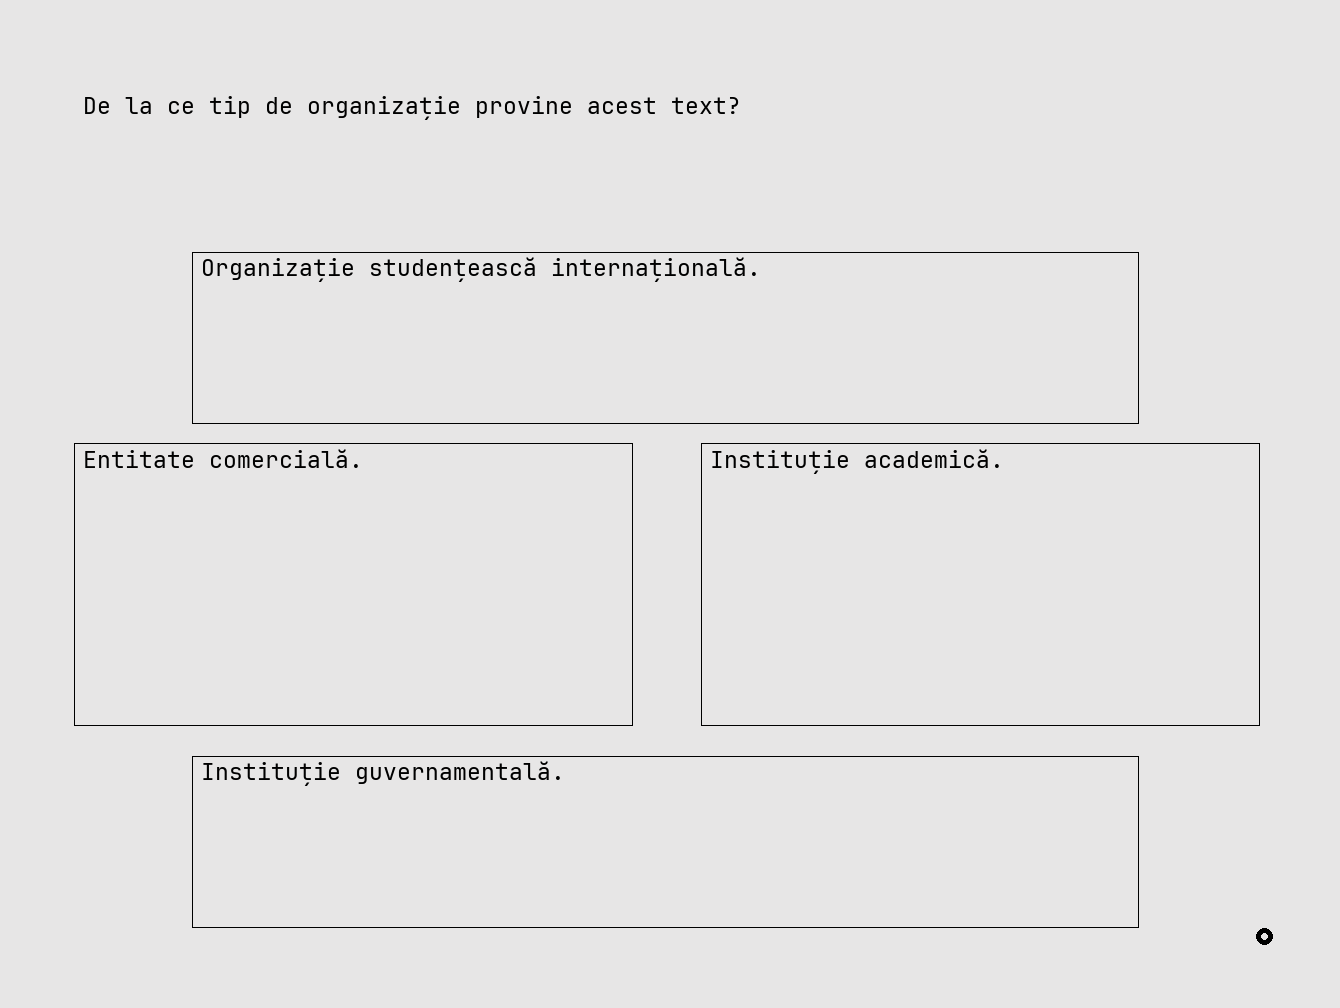 De la ce tip de organizație provine acest text?
Organizație studențească internațională.
Entitate comercială.
Instituție academică.
Instituție guvernamentală.